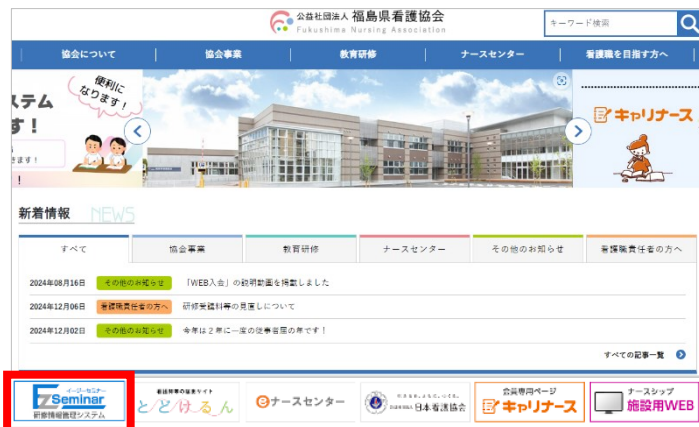 公益社団法人 福島県看護協会
Fukushima Nursing Association
キーワード検索
協会について
協会事業
教育研修
ナースセンター
看護職を目指す方へ
ステム
す!
便利に
なります!
きます!
!
キャリナース
新着情報 NEWS
すべて
協会事業
教育研修
ナースセンター
その他のお知らせ
看護職責任者の方へ
2024年08月16日 その他のお知らせ 「WEB入会」の説明動画を掲載しました
2024年12月06日 看護職責任者の方へ 研修受講料等の見直しについて
2024年12月02日 その他のお知らせ 今年は2年に一度の従事者届の年です!
すべての記事一覧
イージーセミナー
EZ Seminar
研修情報管理システム
とどけるん
eナースセンター
公益社団法人 日本看護協会
会員専用ページ
キャリナース
ナースシップ
施設用WEB